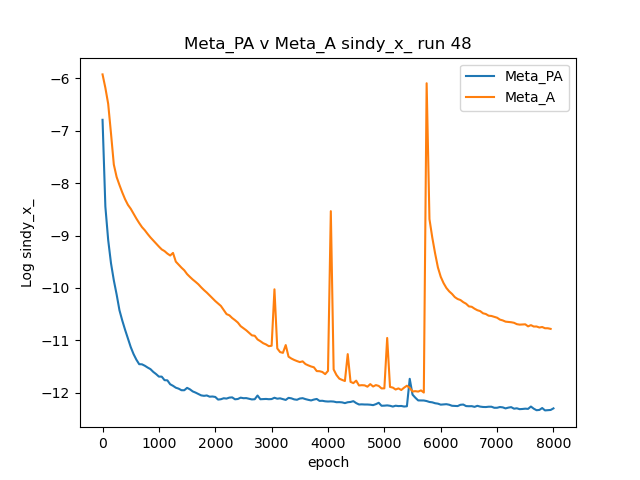 Meta_PA v Meta_A sindy_x_ run 48
Meta_PA
Meta_A
Log sindy_x_
−6
−7
−8
−9
−10
−11
−12
0 1000 2000 3000 4000 5000 6000 7000 8000
epoch